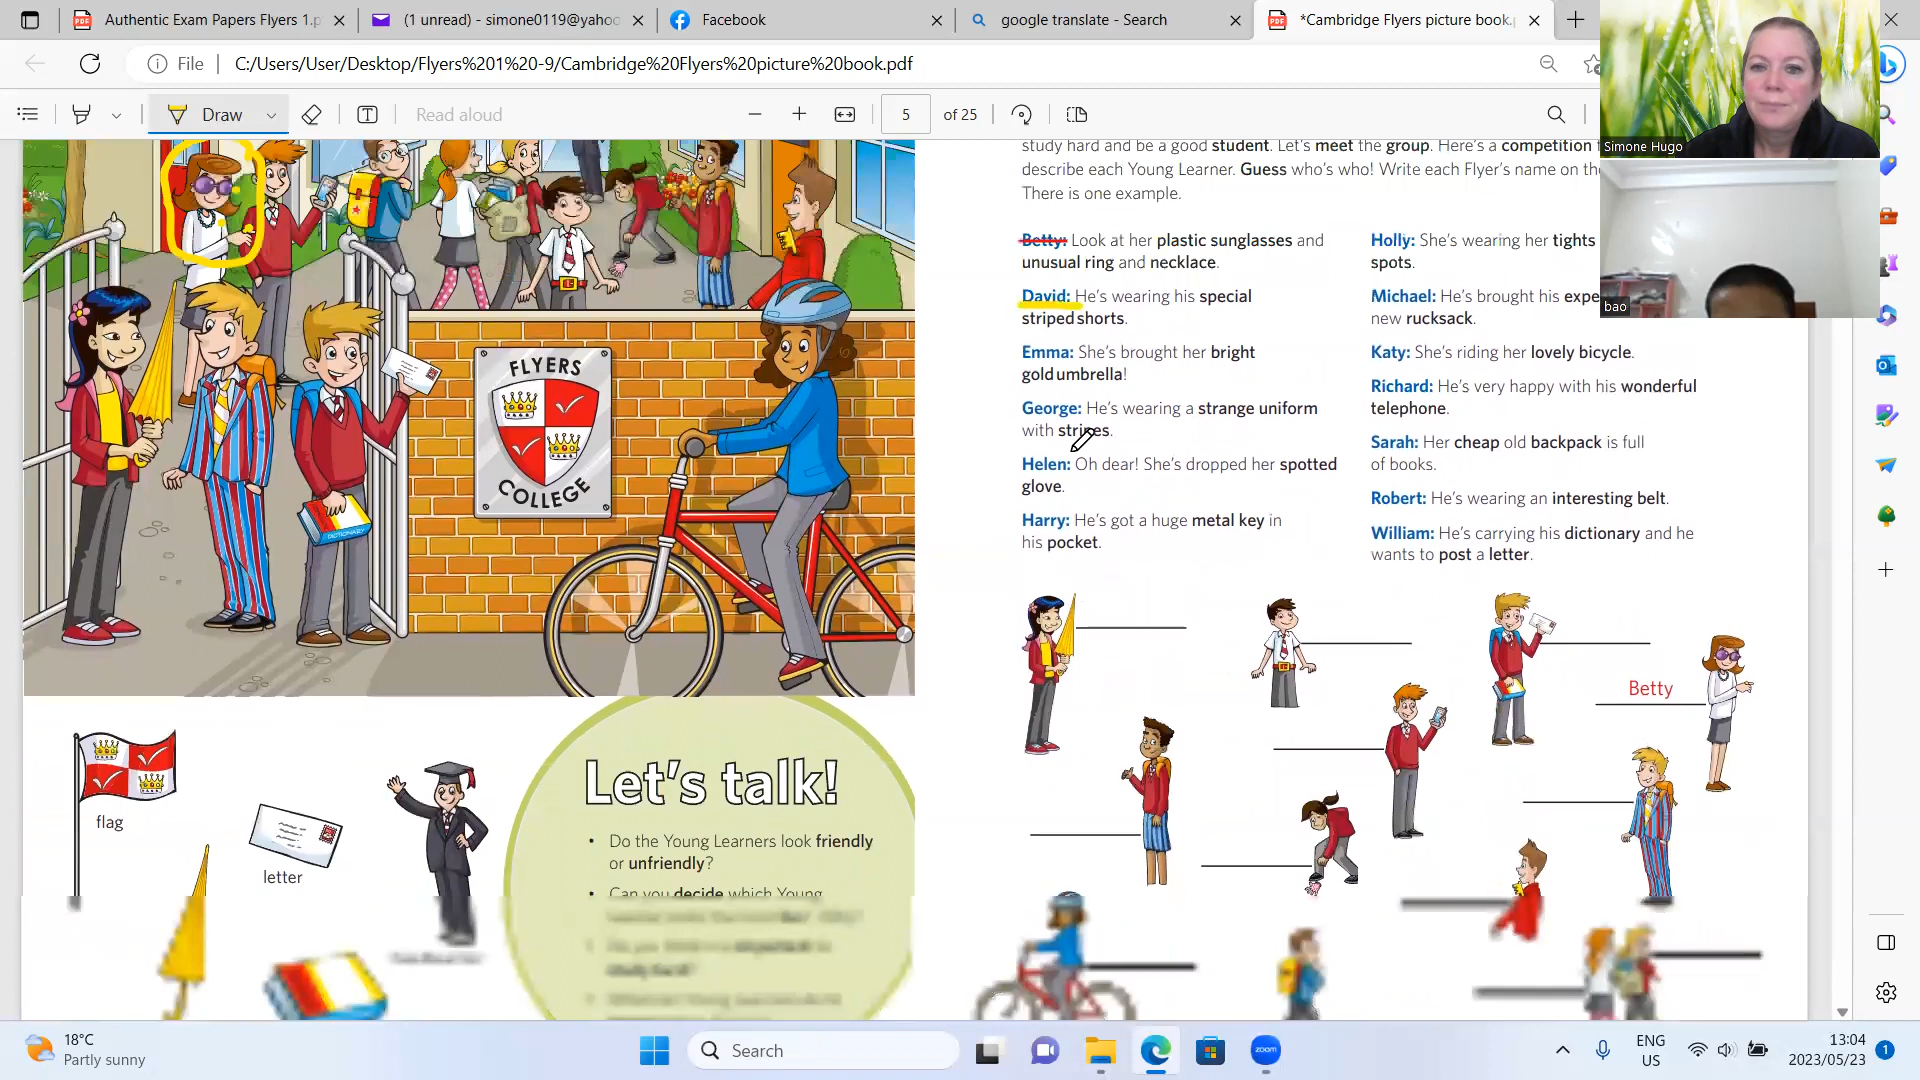 Authentic Exam Papers Flyers 1.p
(1 unread) - simone0119@yahoo
Facebook
google translate - Search
*Cambridge Flyers picture book.p
File
C:/Users/User/Desktop/Flyers%201%20-9/Cambridge%20Flyers%20picture%20book.pdf
Draw
Read aloud
5
of 25
Simone Hugo
bao
study hard and be a good student. Let's meet the group. Here's a competition
describe each Young Learner. Guess who's who! Write each Flyer's name on the
There is one example.
Betty: Look at her plastic sunglasses and
unusual ring and necklace.
David: He's wearing his special
striped shorts.
Emma: She's brought her bright
gold umbrella!
George: He's wearing a strange uniform
with stripes.
Helen: Oh dear! She's dropped her spotted
glove.
Harry: He's got a huge metal key in
his pocket.
Holly: She's wearing her tights
spots.
Michael: He's brought his expe
new rucksack.
Katy: She's riding her lovely bicycle.
Richard: He's very happy with his wonderful
telephone.
Sarah: Her cheap old backpack is full
of books.
Robert: He's wearing an interesting belt.
William: He's carrying his dictionary and he
wants to post a letter.
Betty
FLYERS
COLLEGE
DICTIONARY
flag
letter
Let's talk!
• Do the Young Learners look friendly
or unfriendly?
• Can you decide which Young
18°C
Partly sunny
Search
zoom
ENG
US
13:04
2023/05/23
1